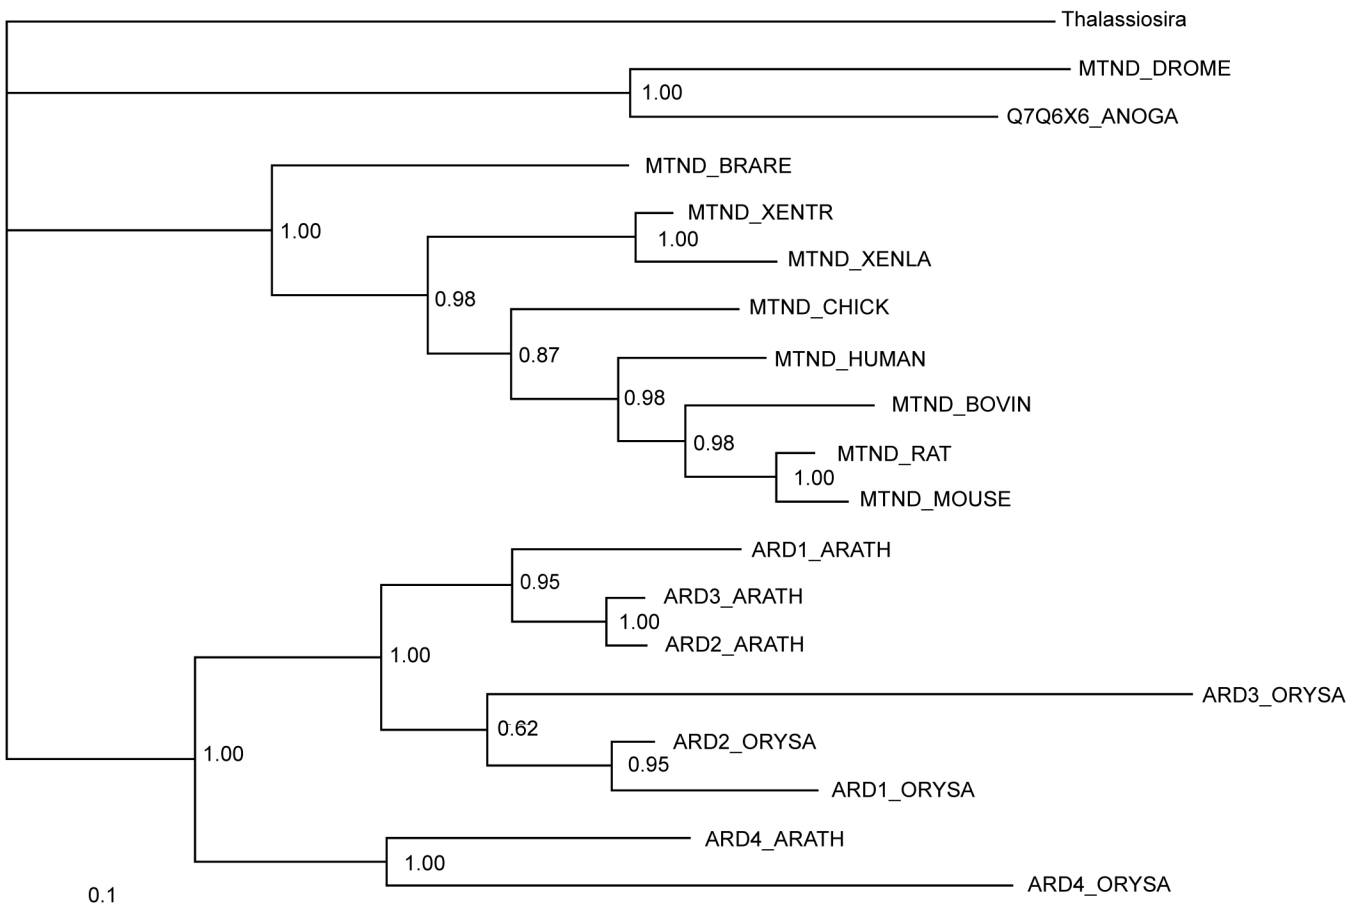 Thalassiosira
MTND_DROME
1.00
Q7Q6X6_ANOGA
MTND_BRARE
MTND_XENTR
1.00
1.00
MTND_XENLA
0.98
MTND_CHICK
0.87
MTND_HUMAN
0.98
MTND_BOVIN
0.98
MTND_RAT
1.00
MTND_MOUSE
ARD1_ARATH
0.95
ARD3_ARATH
1.00
ARD2_ARATH
1.00
ARD3_ORYSA
0.62
ARD2_ORYSA
1.00
0.95
ARD1_ORYSA
ARD4_ARATH
1.00
ARD4_ORYSA
0.1